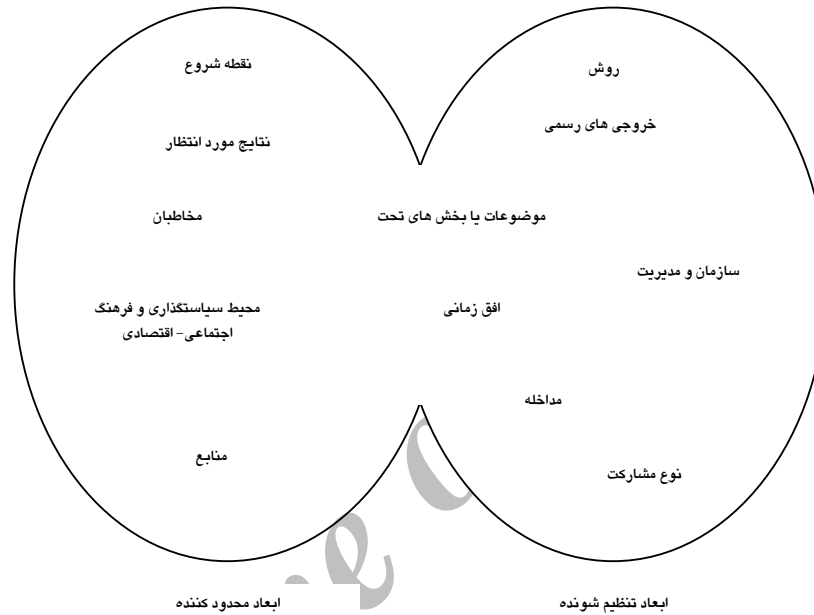 روش
نقطه شروع
خروجی های رسمی
نتایج مورد انتظار
موضوعات یا بخش های تحت
مخاطبان
سازمان و مدیریت
افق زمانی
محیط سیاستگذاری و فرهنگ
اجتماعی- اقتصادی
مداخله
منابع
نوع مشارکت
ابعاد تنظیم شونده
ابعاد محدود کننده